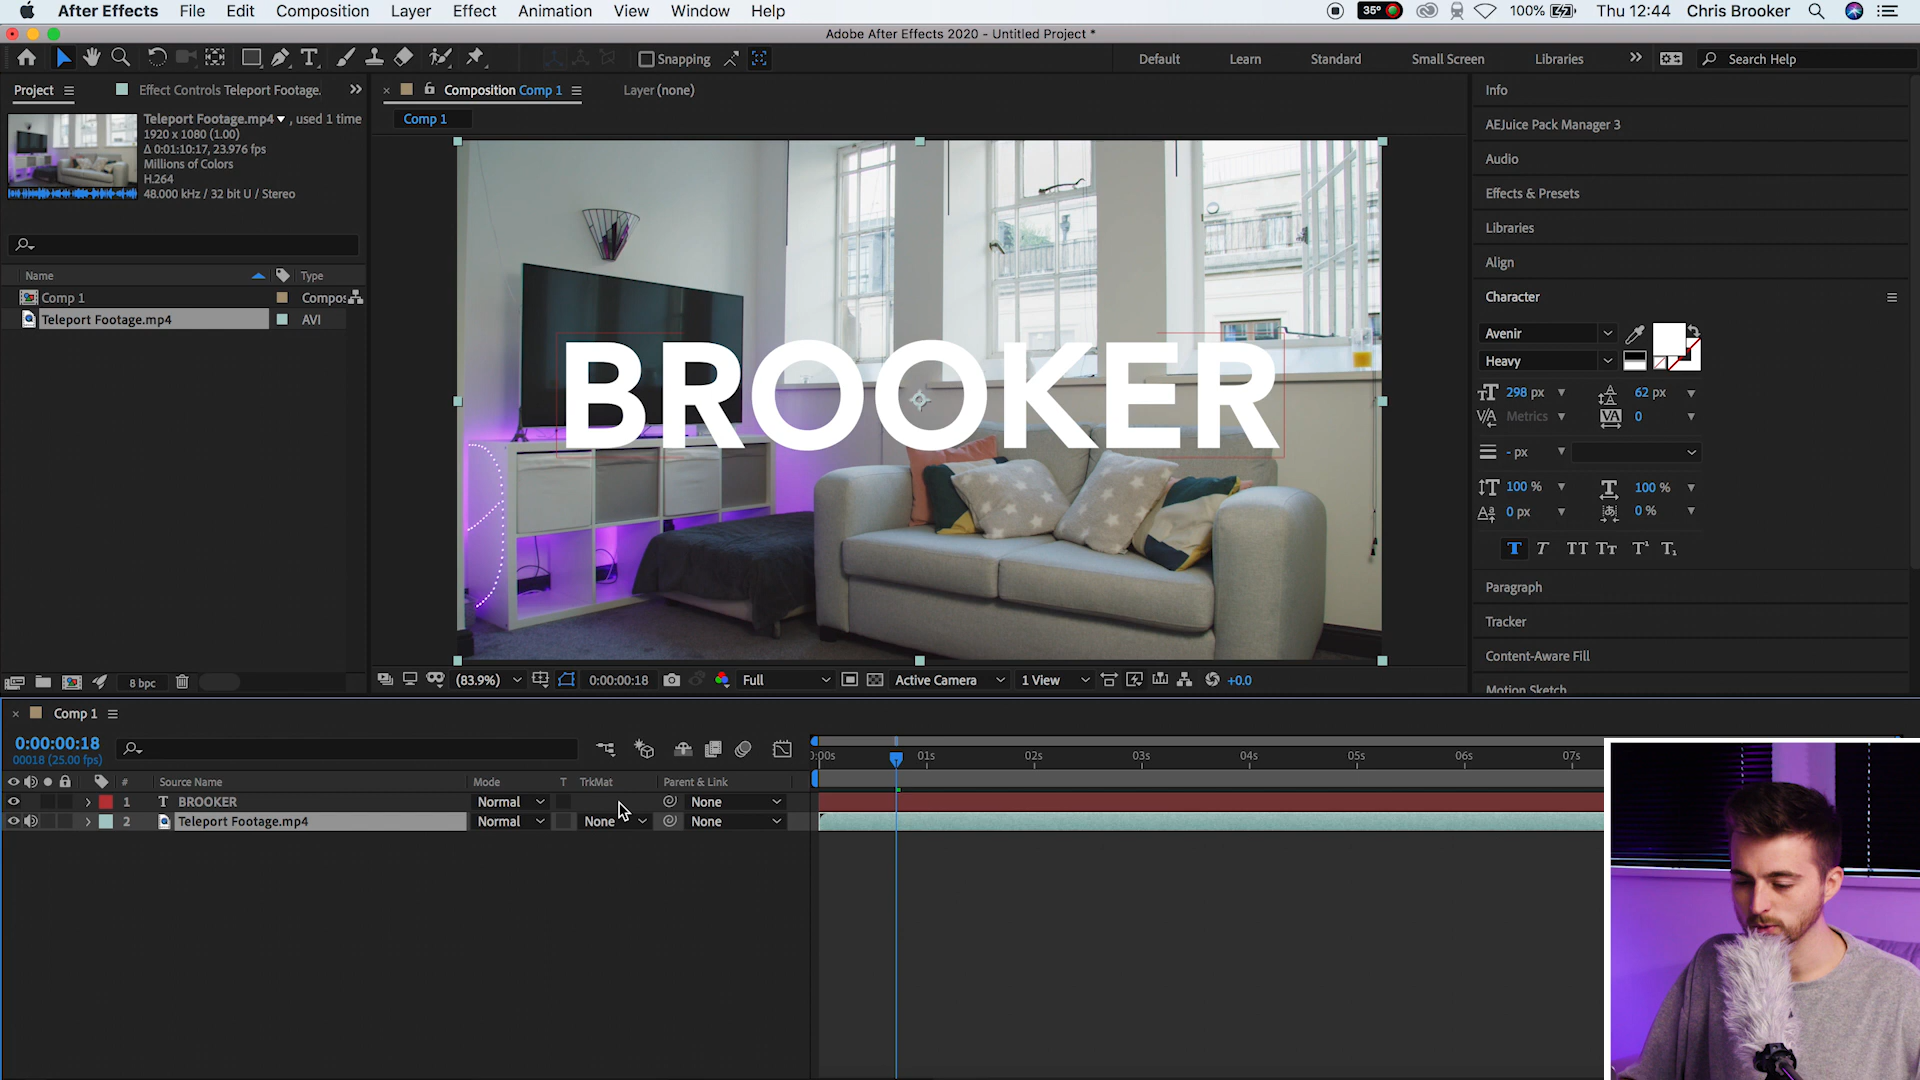 After Effects File Edit Composition Layer Effect Animation View Window Help 35° 100% Thu 12:44 Chris Brooker
Adobe After Effects 2020 - Untitled Project *
Snapping Default Learn Standard Small Screen Libraries Search Help
Project Effect Controls Teleport Footage. Composition Comp 1 Layer (none)
Teleport Footage.mp4 , used 1 time
1920 x 1080 (1.00)
Δ 0:01:10:17, 23.976 fps
Millions of Colors
H.264
48.000 kHz / 32 bit U / Stereo
Name Type
Comp 1 Compos
Teleport Footage.mp4 AVI
8 bpc
Comp 1
BROOKER
(83.9%) 0:00:00:18 Full Active Camera 1 View +0.0
Info
AEJuice Pack Manager 3
Audio
Effects & Presets
Libraries
Align
Character
Avenir
Heavy
298 px 62 px
Metrics 0
- px
100 % 100 %
0 px 0 %
T T TT Tt T¹ T₁
Paragraph
Tracker
Content-Aware Fill
Motion Sketch
Comp 1
0:00:00:18
00018 (25.00 fps)
:00s 01s 02s 03s 04s 05s 06s 07s
# Source Name Mode T TrkMat Parent & Link
1 T BROOKER Normal None
2 Teleport Footage.mp4 Normal None None